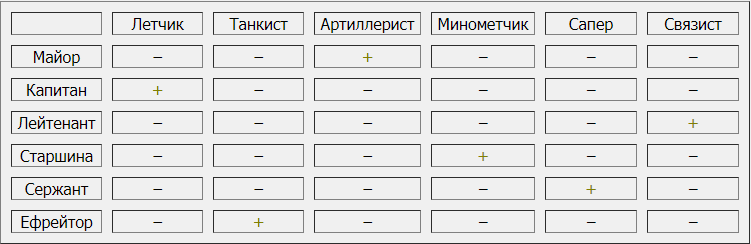 Летчик Танкист Артиллерист Минометчик Сапер Связист
Майор – – + – – –
Капитан + – – – – –
Лейтенант – – – – – +
Старшина – – – + – –
Сержант – – – – + –
Ефрейтор – + – – – –